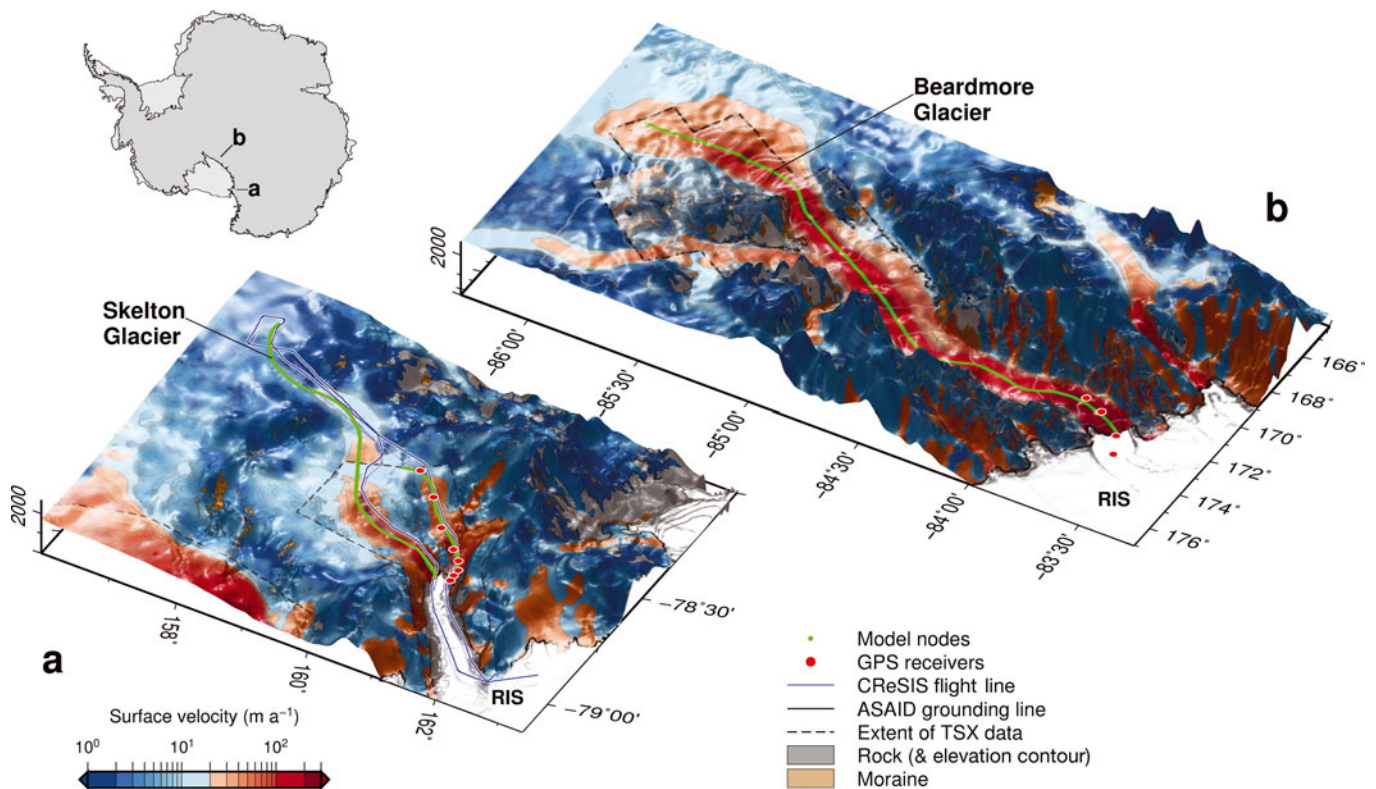 b
a
Beardmore
Glacier
b
2000
Skelton
Glacier
-86°00'
-85°30'
-85°00'
-84°30'
-84°00'
-83°30'
166°
168°
170°
172°
174°
176°
RIS
2000
158°
160°
162°
-78°30'
-79°00'
RIS
a
Surface velocity (m a⁻¹)
10⁰ 10¹ 10²
Model nodes
GPS receivers
CReSIS flight line
ASAID grounding line
Extent of TSX data
Rock (& elevation contour)
Moraine